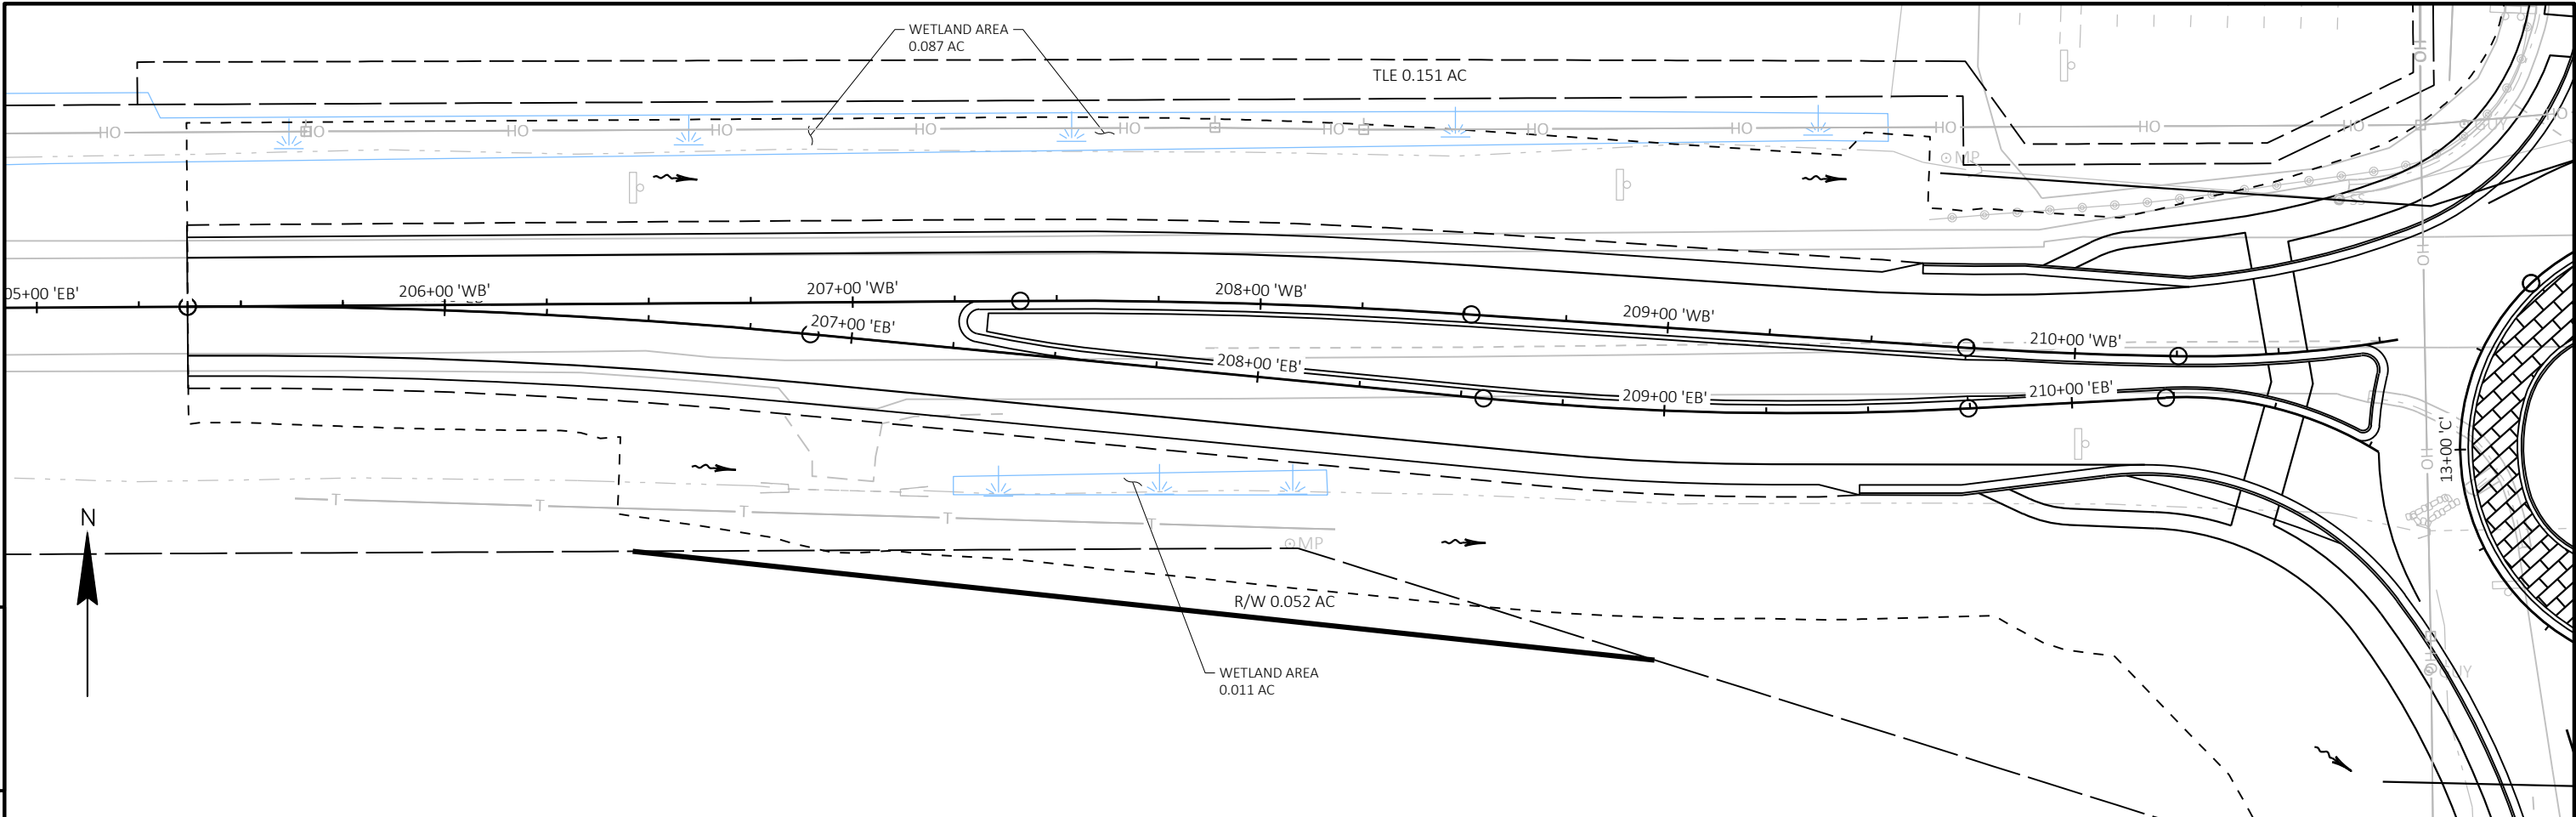 WETLAND AREA
0.087 AC
TLE 0.151 AC
HO HO HO HO HO HO HO HO HO HO HO HO
HO
MP
SS
05+00 'EB'
206+00 'WB'
207+00 'WB'
208+00 'WB'
209+00 'WB'
210+00 'WB'
207+00 'EB'
208+00 'EB'
209+00 'EB'
210+00 'EB'
13+00 'C'
T T T T T
MP
N
R/W 0.052 AC
WETLAND AREA
0.011 AC